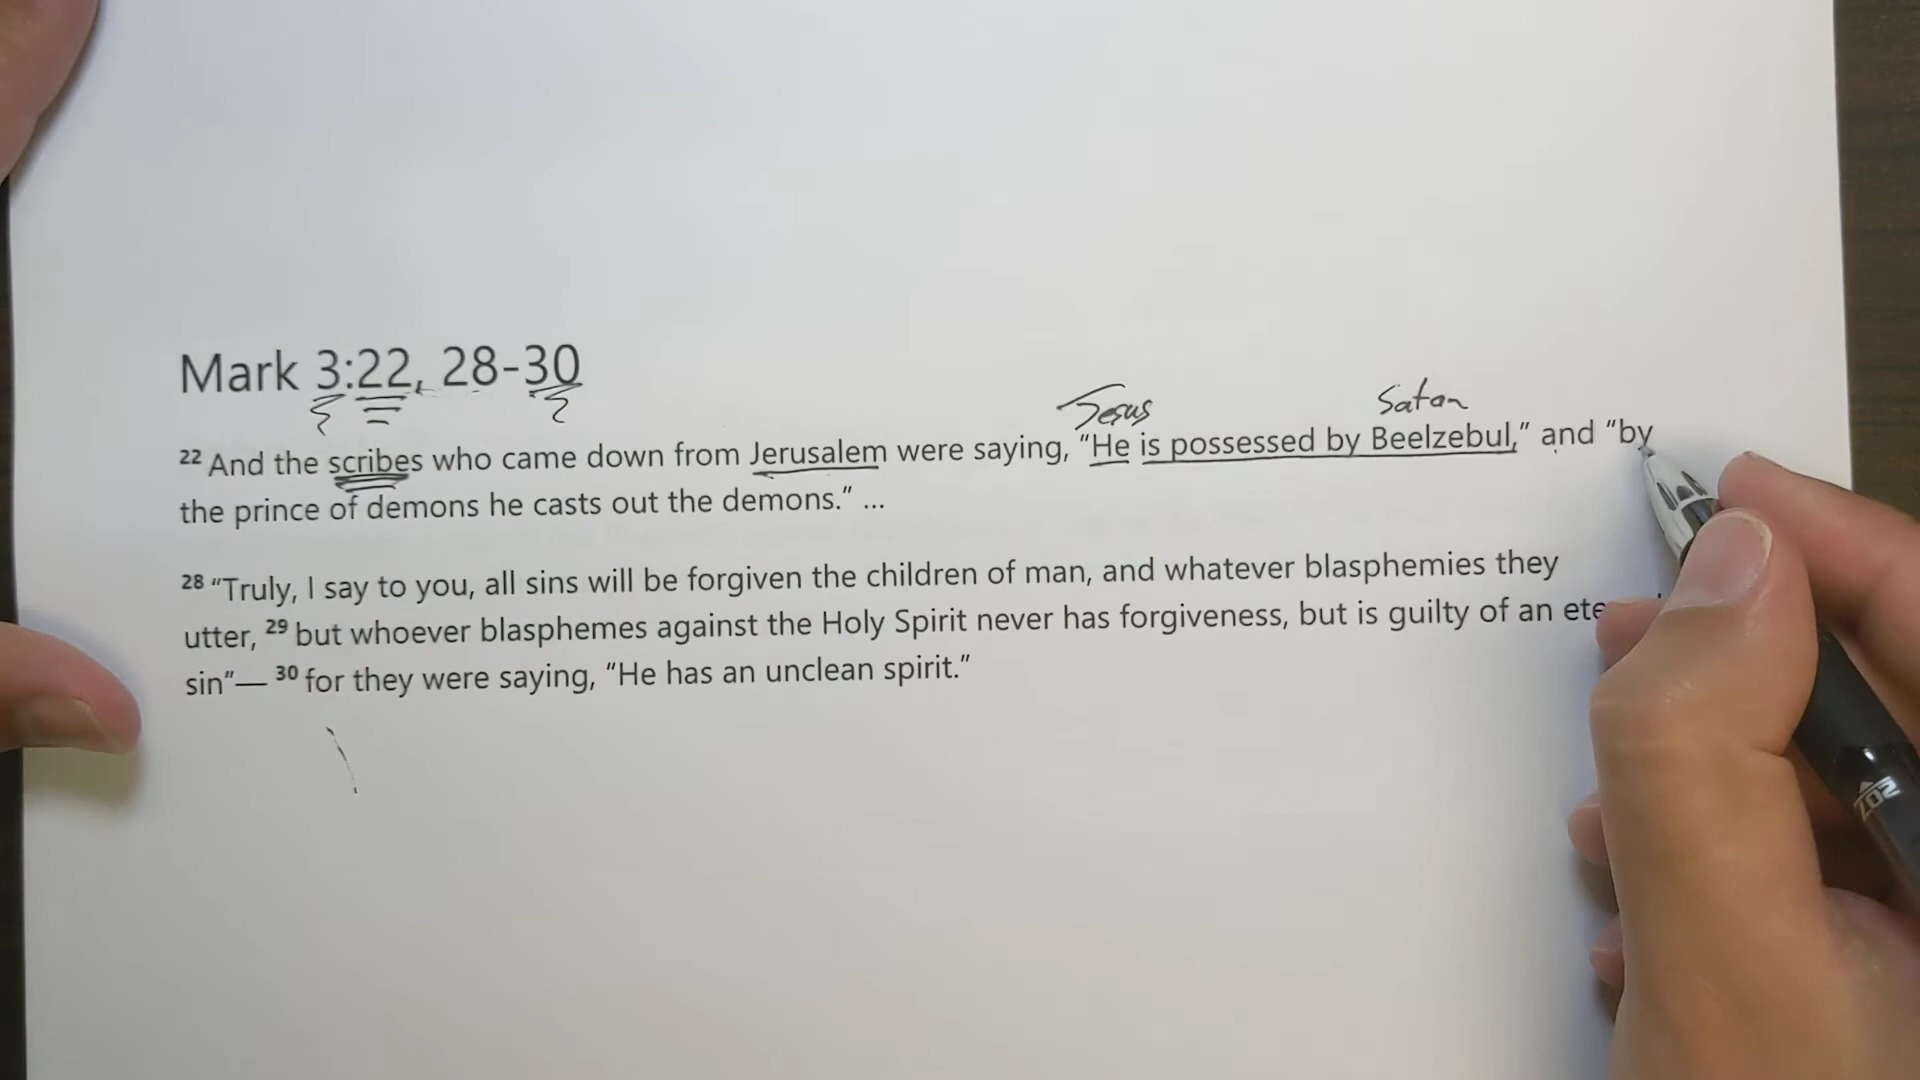 Mark 3:22, 28-30
Jesus Satan
22 And the scribes who came down from Jerusalem were saying, "He is possessed by Beelzebul," and "by
the prince of demons he casts out the demons." ...
28 "Truly, I say to you, all sins will be forgiven the children of man, and whatever blasphemies they
utter, 29 but whoever blasphemes against the Holy Spirit never has forgiveness, but is guilty of an
sin"— 30 for they were saying, "He has an unclean spirit."